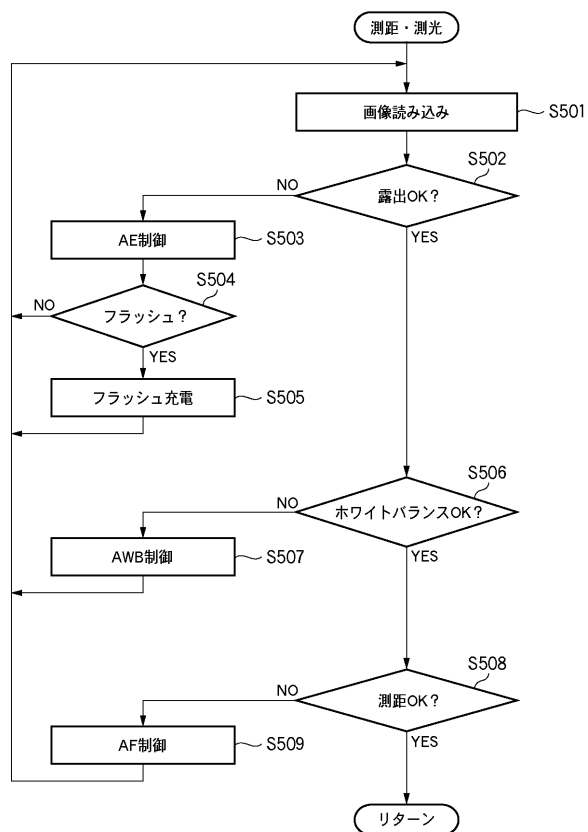 測距・測光
画像読み込み
S501
S502
露出OK?
NO
YES
AE制御
S503
S504
フラッシュ?
NO
YES
フラッシュ充電
S505
S506
ホワイトバランスOK?
NO
YES
AWB制御
S507
S508
測距OK?
NO
YES
AF制御
S509
リターン